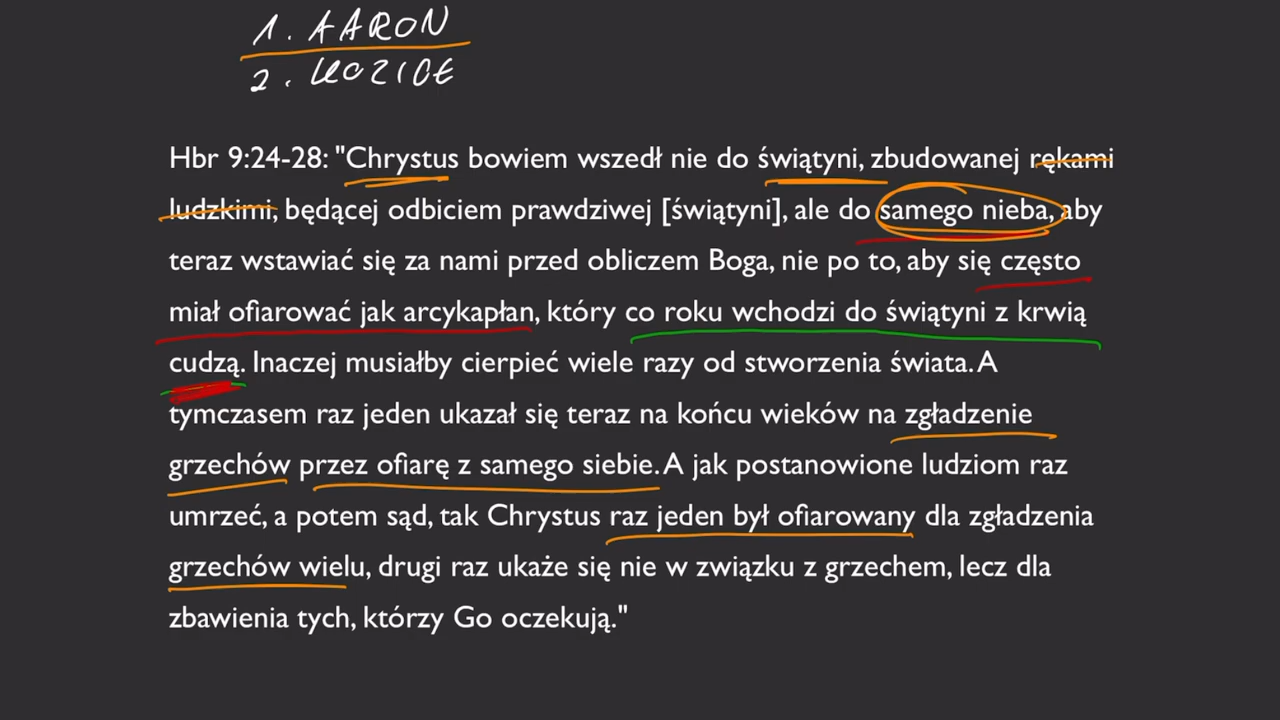 1. AARON
2. KOZIOŁ
Hbr 9:24-28: "Chrystus bowiem wszedł nie do świątyni, zbudowanej rękami
ludzkimi, będącej odbiciem prawdziwej [świątyni], ale do samego nieba, aby
teraz wstawiać się za nami przed obliczem Boga, nie po to, aby się często
miał ofiarować jak arcykapłan, który co roku wchodzi do świątyni z krwią
cudzą. Inaczej musiałby cierpieć wiele razy od stworzenia świata. A
tymczasem raz jeden ukazał się teraz na końcu wieków na zgładzenie
grzechów przez ofiarę z samego siebie. A jak postanowione ludziom raz
umrzeć, a potem sąd, tak Chrystus raz jeden był ofiarowany dla zgładzenia
grzechów wielu, drugi raz ukaże się nie w związku z grzechem, lecz dla
zbawienia tych, którzy Go oczekują."